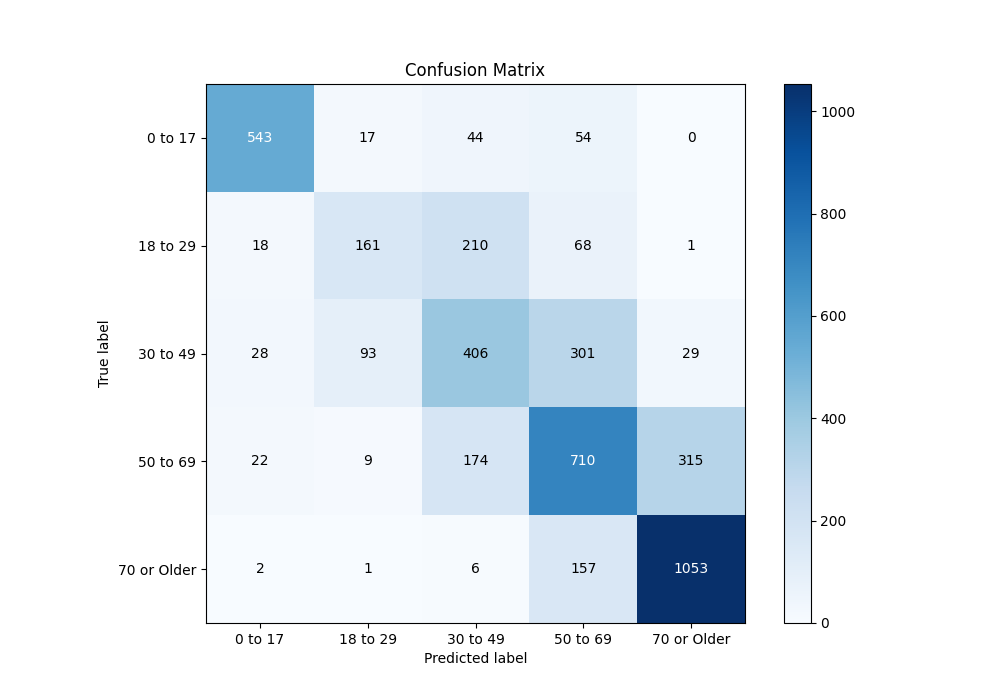 Confusion Matrix
True label
0 to 17 543 17 44 54 0
18 to 29 18 161 210 68 1
30 to 49 28 93 406 301 29
50 to 69 22 9 174 710 315
70 or Older 2 1 6 157 1053
0 to 17 18 to 29 30 to 49 50 to 69 70 or Older
Predicted label
1000
800
600
400
200
0